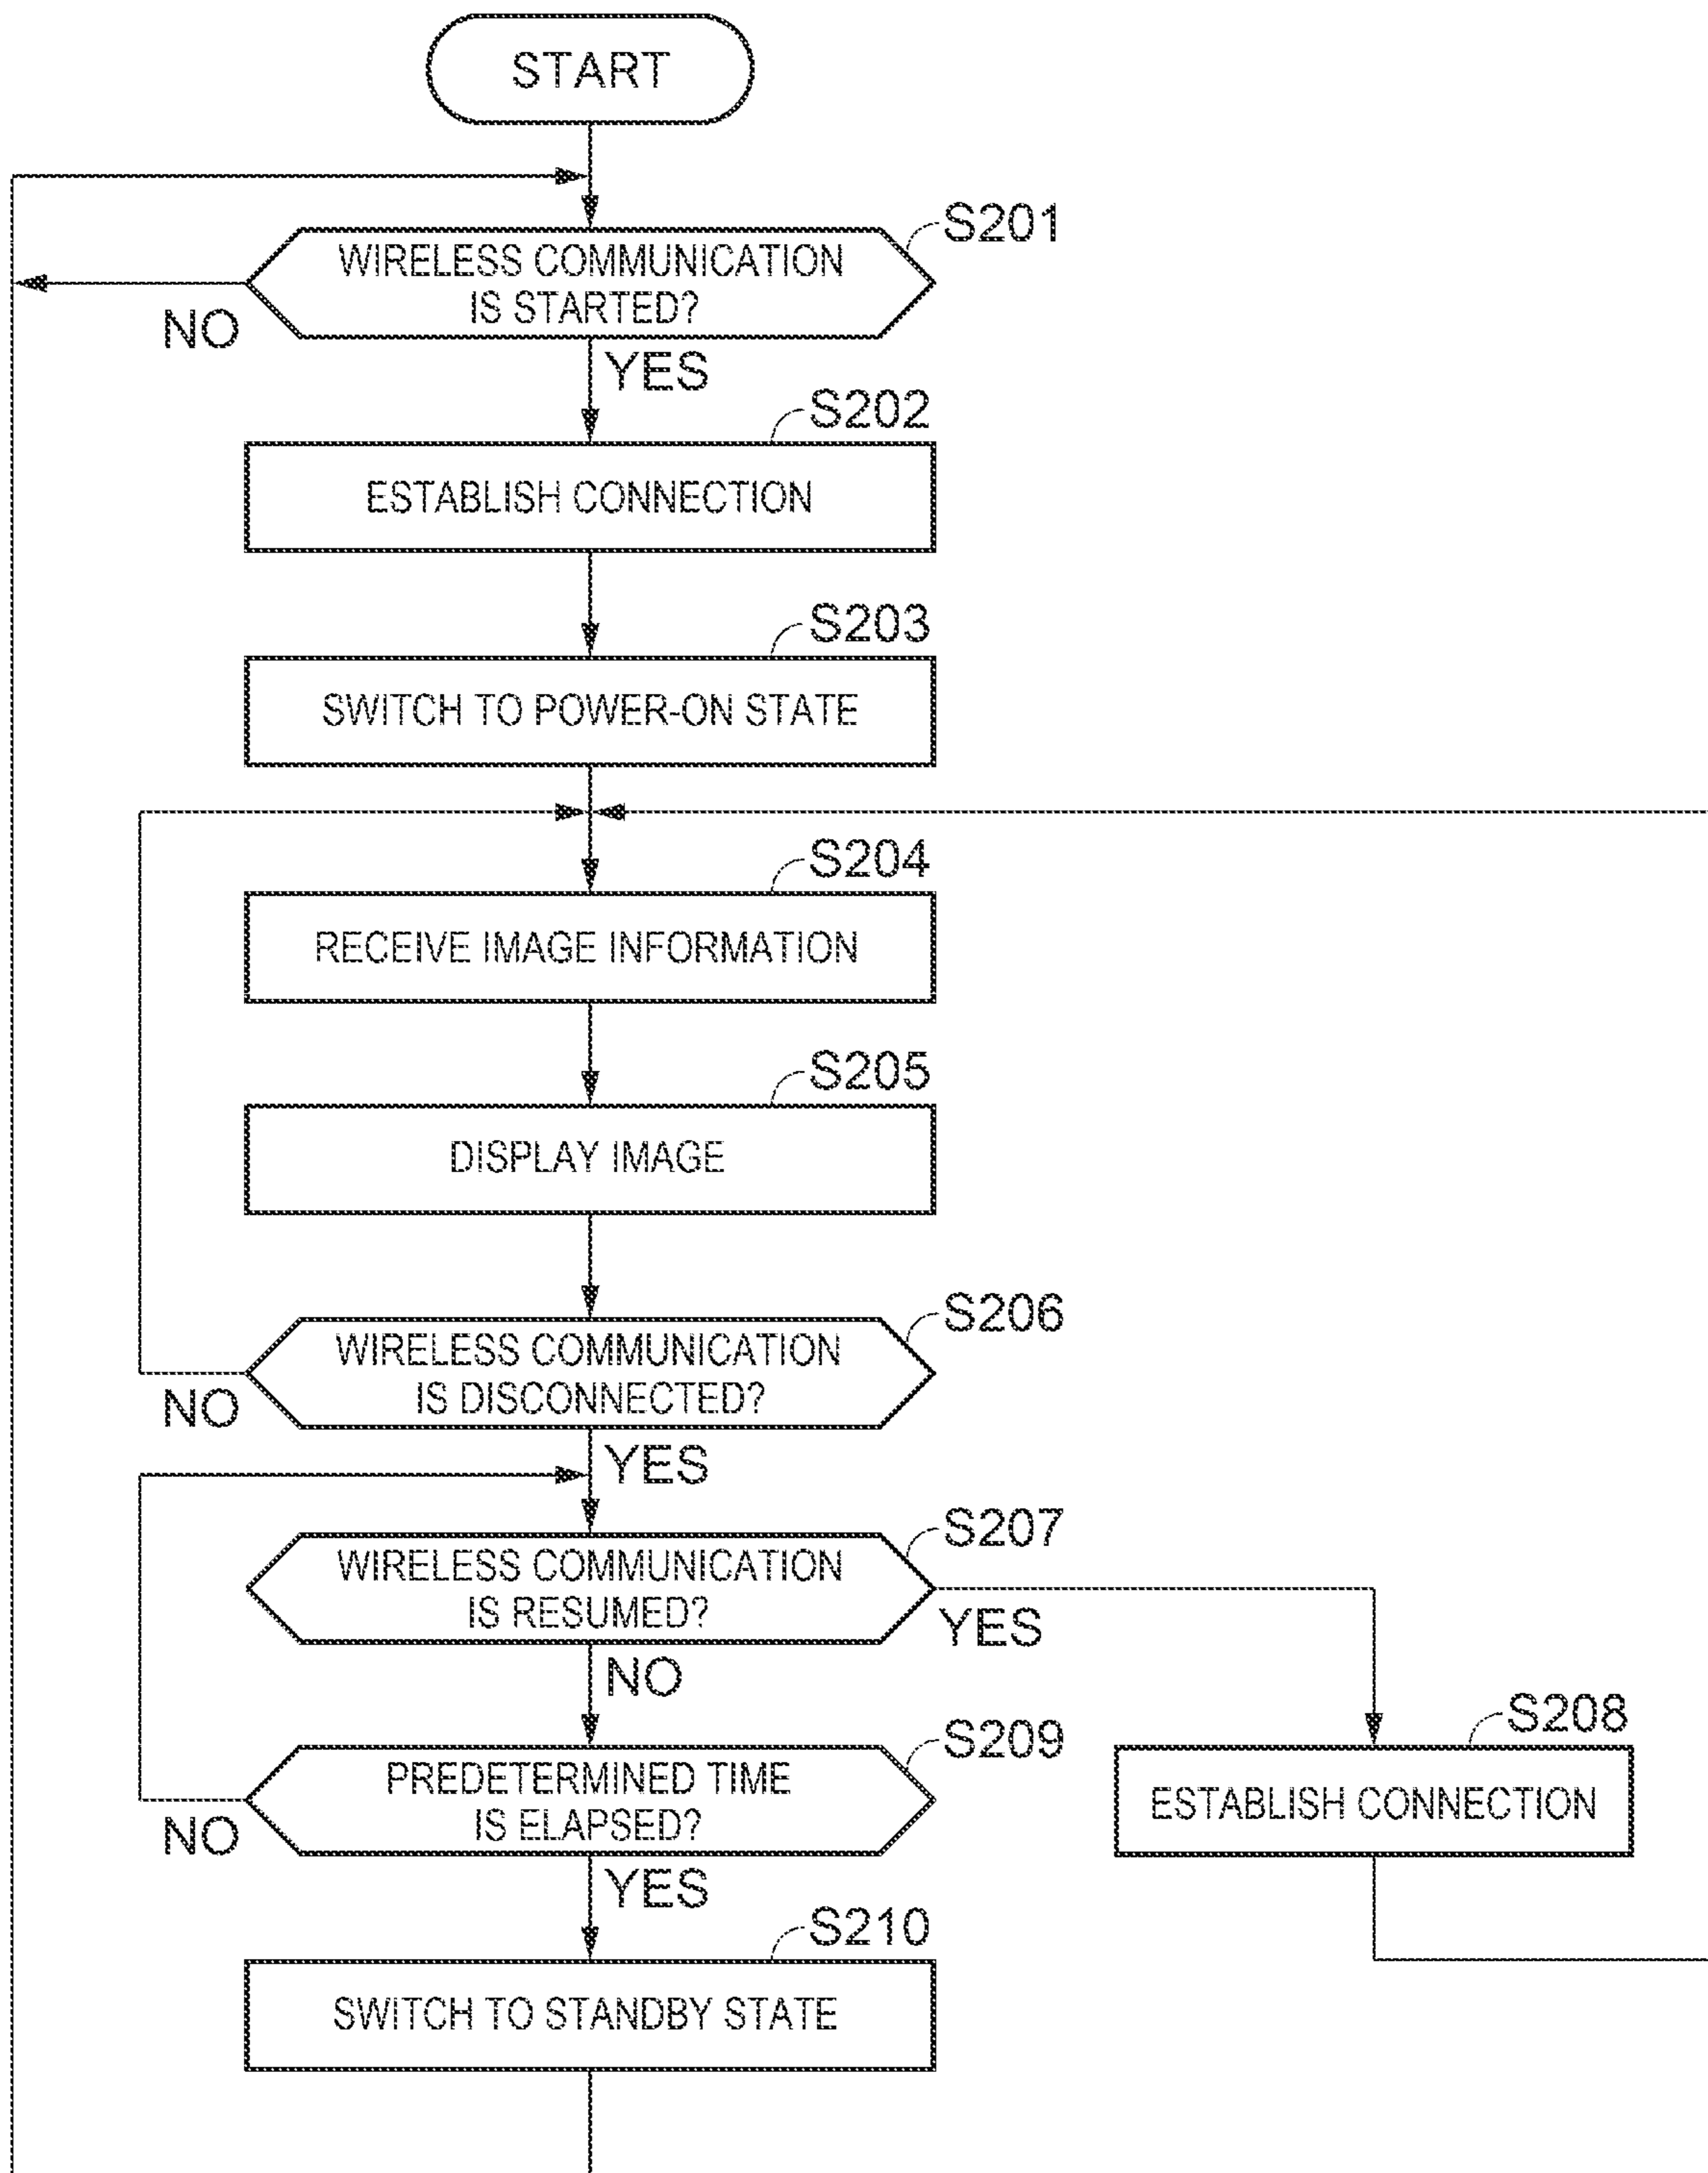 START
S201
WIRELESS COMMUNICATION
IS STARTED?
NO
YES
S202
ESTABLISH CONNECTION
S203
SWITCH TO POWER-ON STATE
S204
RECEIVE IMAGE INFORMATION
S205
DISPLAY IMAGE
S206
WIRELESS COMMUNICATION
IS DISCONNECTED?
NO
YES
S207
WIRELESS COMMUNICATION
IS RESUMED?
YES
NO
S208
ESTABLISH CONNECTION
S209
PREDETERMINED TIME
IS ELAPSED?
NO
YES
S210
SWITCH TO STANDBY STATE